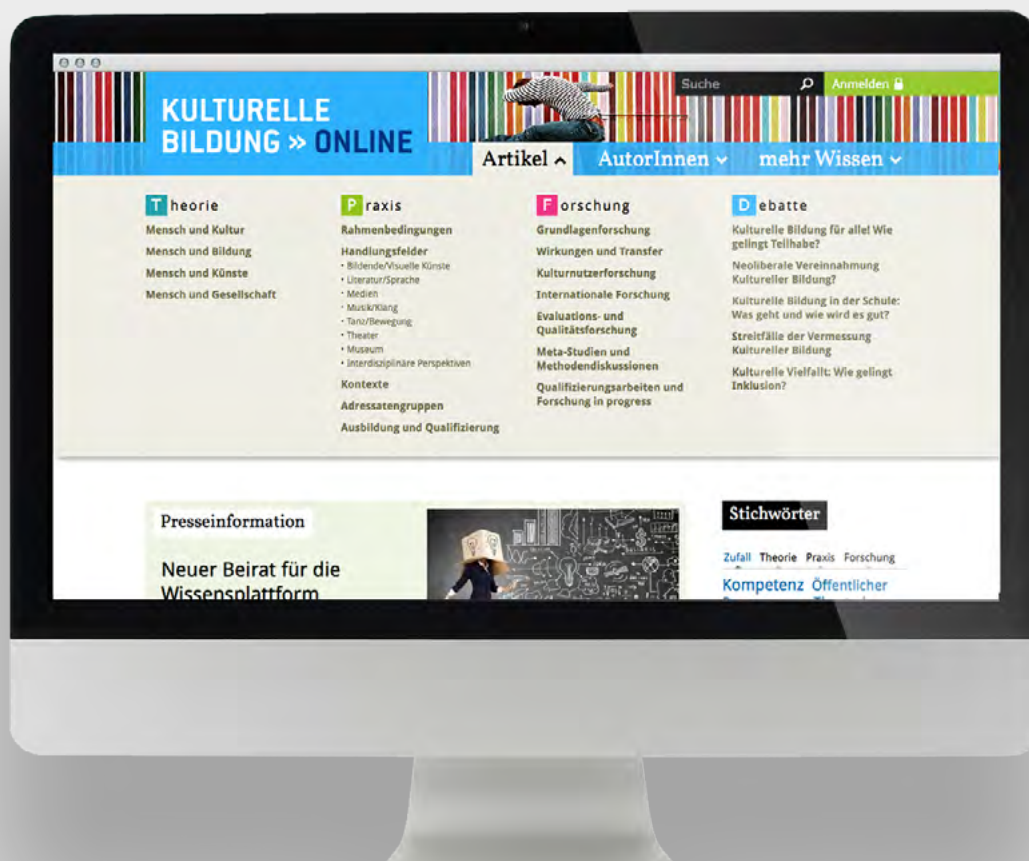 KULTURELLE
BILDUNG » ONLINE
Suche
Anmelden
Artikel
AutorInnen
mehr Wissen
Theorie
Mensch und Kultur
Mensch und Bildung
Mensch und Künste
Mensch und Gesellschaft
Praxis
Rahmenbedingungen
Handlungsfelder
• Bildende/Visuelle Künste
• Literatur/Sprache
• Medien
• Musik/Klang
• Tanz/Bewegung
• Theater
• Museum
• Interdisziplinäre Perspektiven
Kontexte
Adressatengruppen
Ausbildung und Qualifizierung
Forschung
Grundlagenforschung
Wirkungen und Transfer
Kulturnutzerforschung
Internationale Forschung
Evaluations- und
Qualitätsforschung
Meta-Studien und
Methodendiskussionen
Qualifizierungsarbeiten und
Forschung in progress
Debatte
Kulturelle Bildung für alle! Wie
gelingt Teilhabe?
Neoliberale Vereinnahmung
Kultureller Bildung?
Kulturelle Bildung in der Schule:
Was geht und wie wird es gut?
Streitfälle der Vermessung
Kultureller Bildung
Kulturelle Vielfalt: Wie gelingt
Inklusion?
Presseinformation
Neuer Beirat für die
Wissensplattform
Stichwörter
Zufall Theorie Praxis Forschung
Kompetenz Öffentlicher